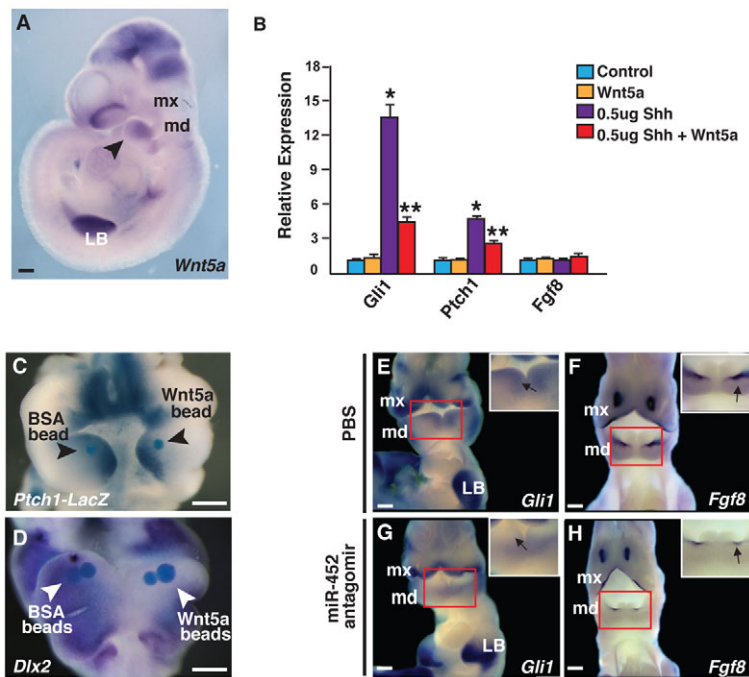 A
mx
md
LB
Wnt5a
B
Relative Expression
18
15
12
9
6
3
0
*
**
*
**
Gli1
Ptch1
Fgf8
Control
Wnt5a
0.5ug Shh
0.5ug Shh + Wnt5a
C
BSA
bead
Wnt5a
bead
Ptch1-LacZ
D
BSA
beads
Wnt5a
beads
Dlx2
PBS
E
mx
md
LB
Gli1
F
mx
md
Fgf8
miR-452
antagomir
G
mx
md
LB
Gli1
H
mx
md
Fgf8